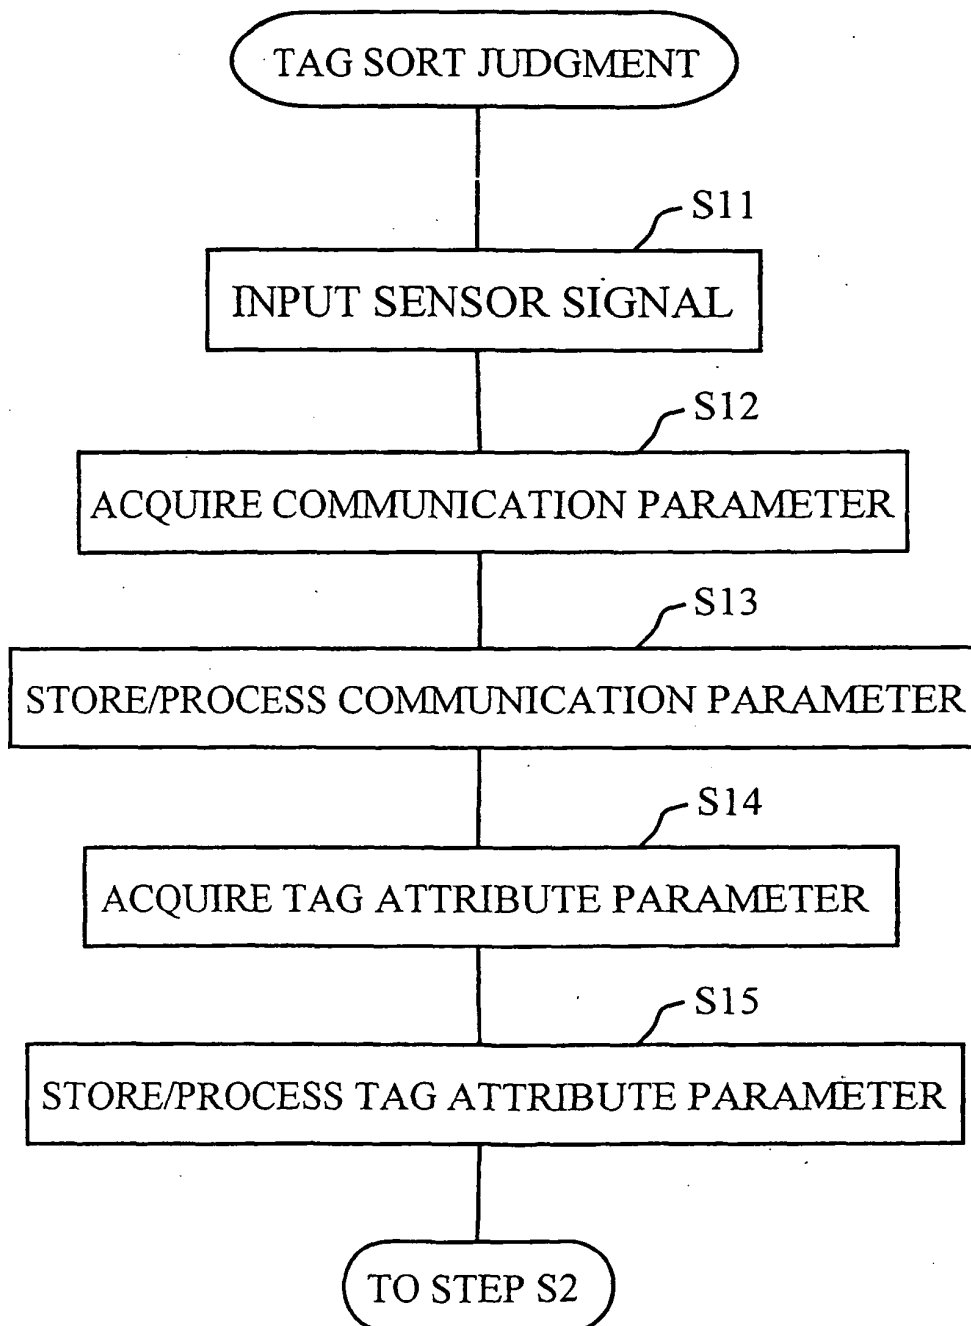 TAG SORT JUDGMENT
S11
INPUT SENSOR SIGNAL
S12
ACQUIRE COMMUNICATION PARAMETER
S13
STORE/PROCESS COMMUNICATION PARAMETER
S14
ACQUIRE TAG ATTRIBUTE PARAMETER
S15
STORE/PROCESS TAG ATTRIBUTE PARAMETER
TO STEP S2